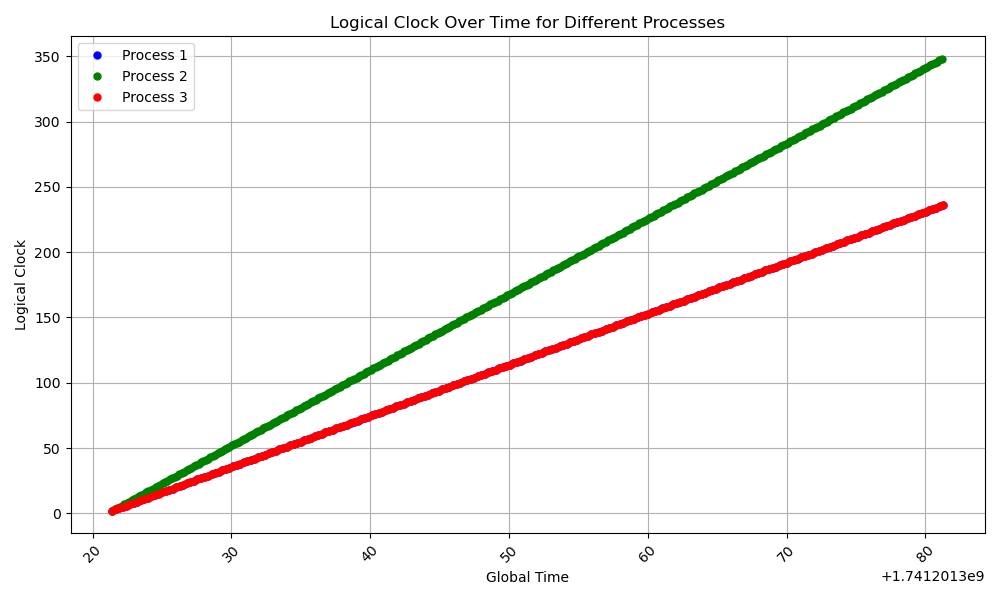 Logical Clock Over Time for Different Processes
Process 1
Process 2
Process 3
Logical Clock
350
300
250
200
150
100
50
0
20 30 40 50 60 70 80
Global Time
+1.7412013e9